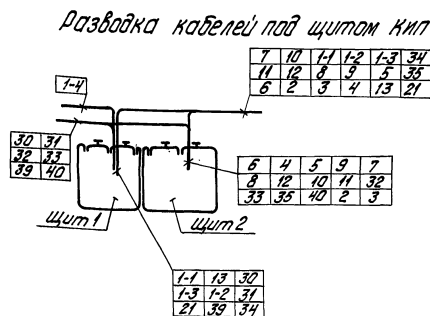 Разводка кабелей под щитом КИП
7 10 1-1 1-2 1-3 34
11 12 8 9 5 35
6 2 3 4 13 21
1-4
30 31
32 33
39 40
6 4 5 9 7
8 12 10 11 32
33 35 40 2 3
Щит 1
Щит 2
1-1 13 30
1-3 1-2 31
21 39 34